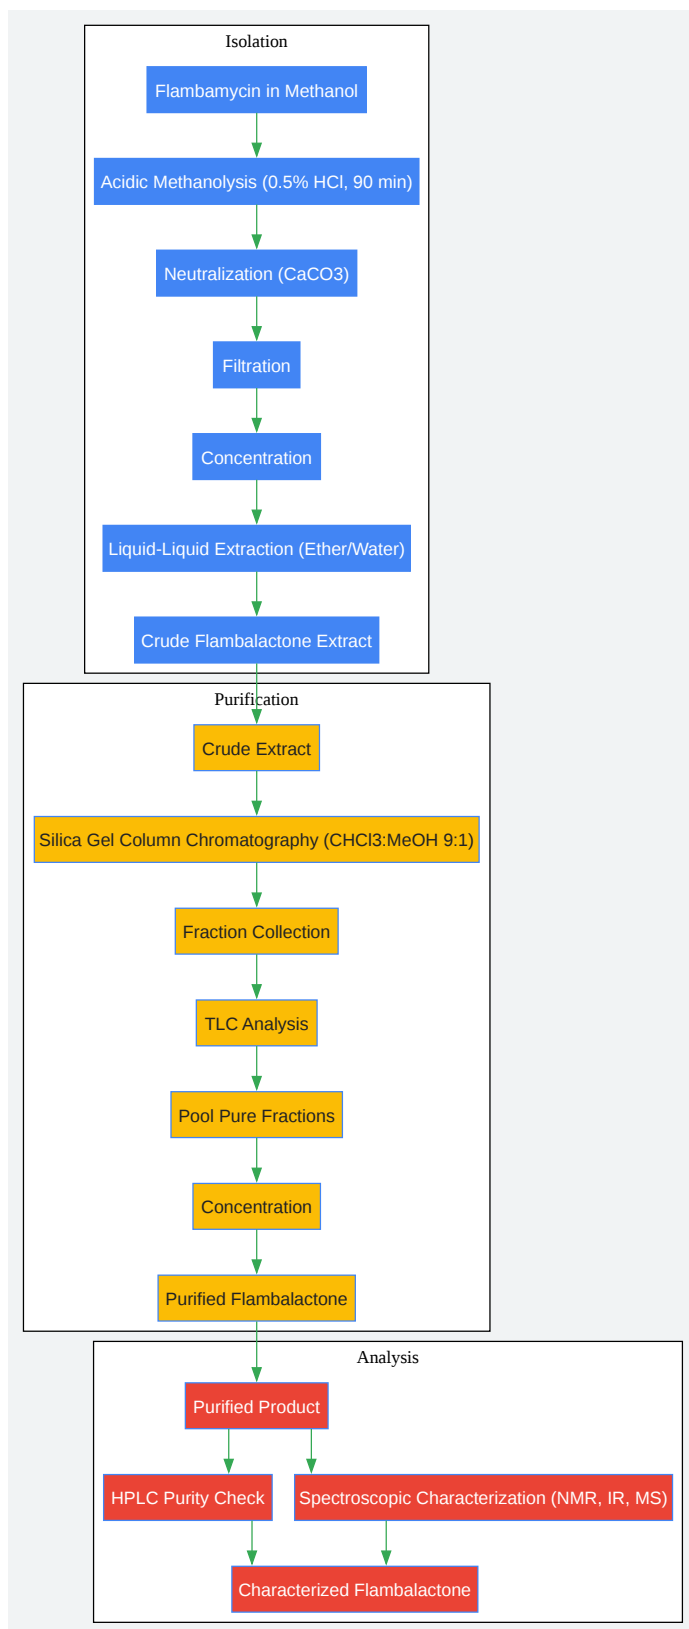 Isolation
Flambamycin in Methanol
Acidic Methanolysis (0.5% HCl, 90 min)
Neutralization (CaCO3)
Filtration
Concentration
Liquid-Liquid Extraction (Ether/Water)
Crude Flambalactone Extract
Purification
Crude Extract
Silica Gel Column Chromatography (CHCl3:MeOH 9:1)
Fraction Collection
TLC Analysis
Pool Pure Fractions
Concentration
Purified Flambalactone
Analysis
Purified Product
HPLC Purity Check
Spectroscopic Characterization (NMR, IR, MS)
Characterized Flambalactone